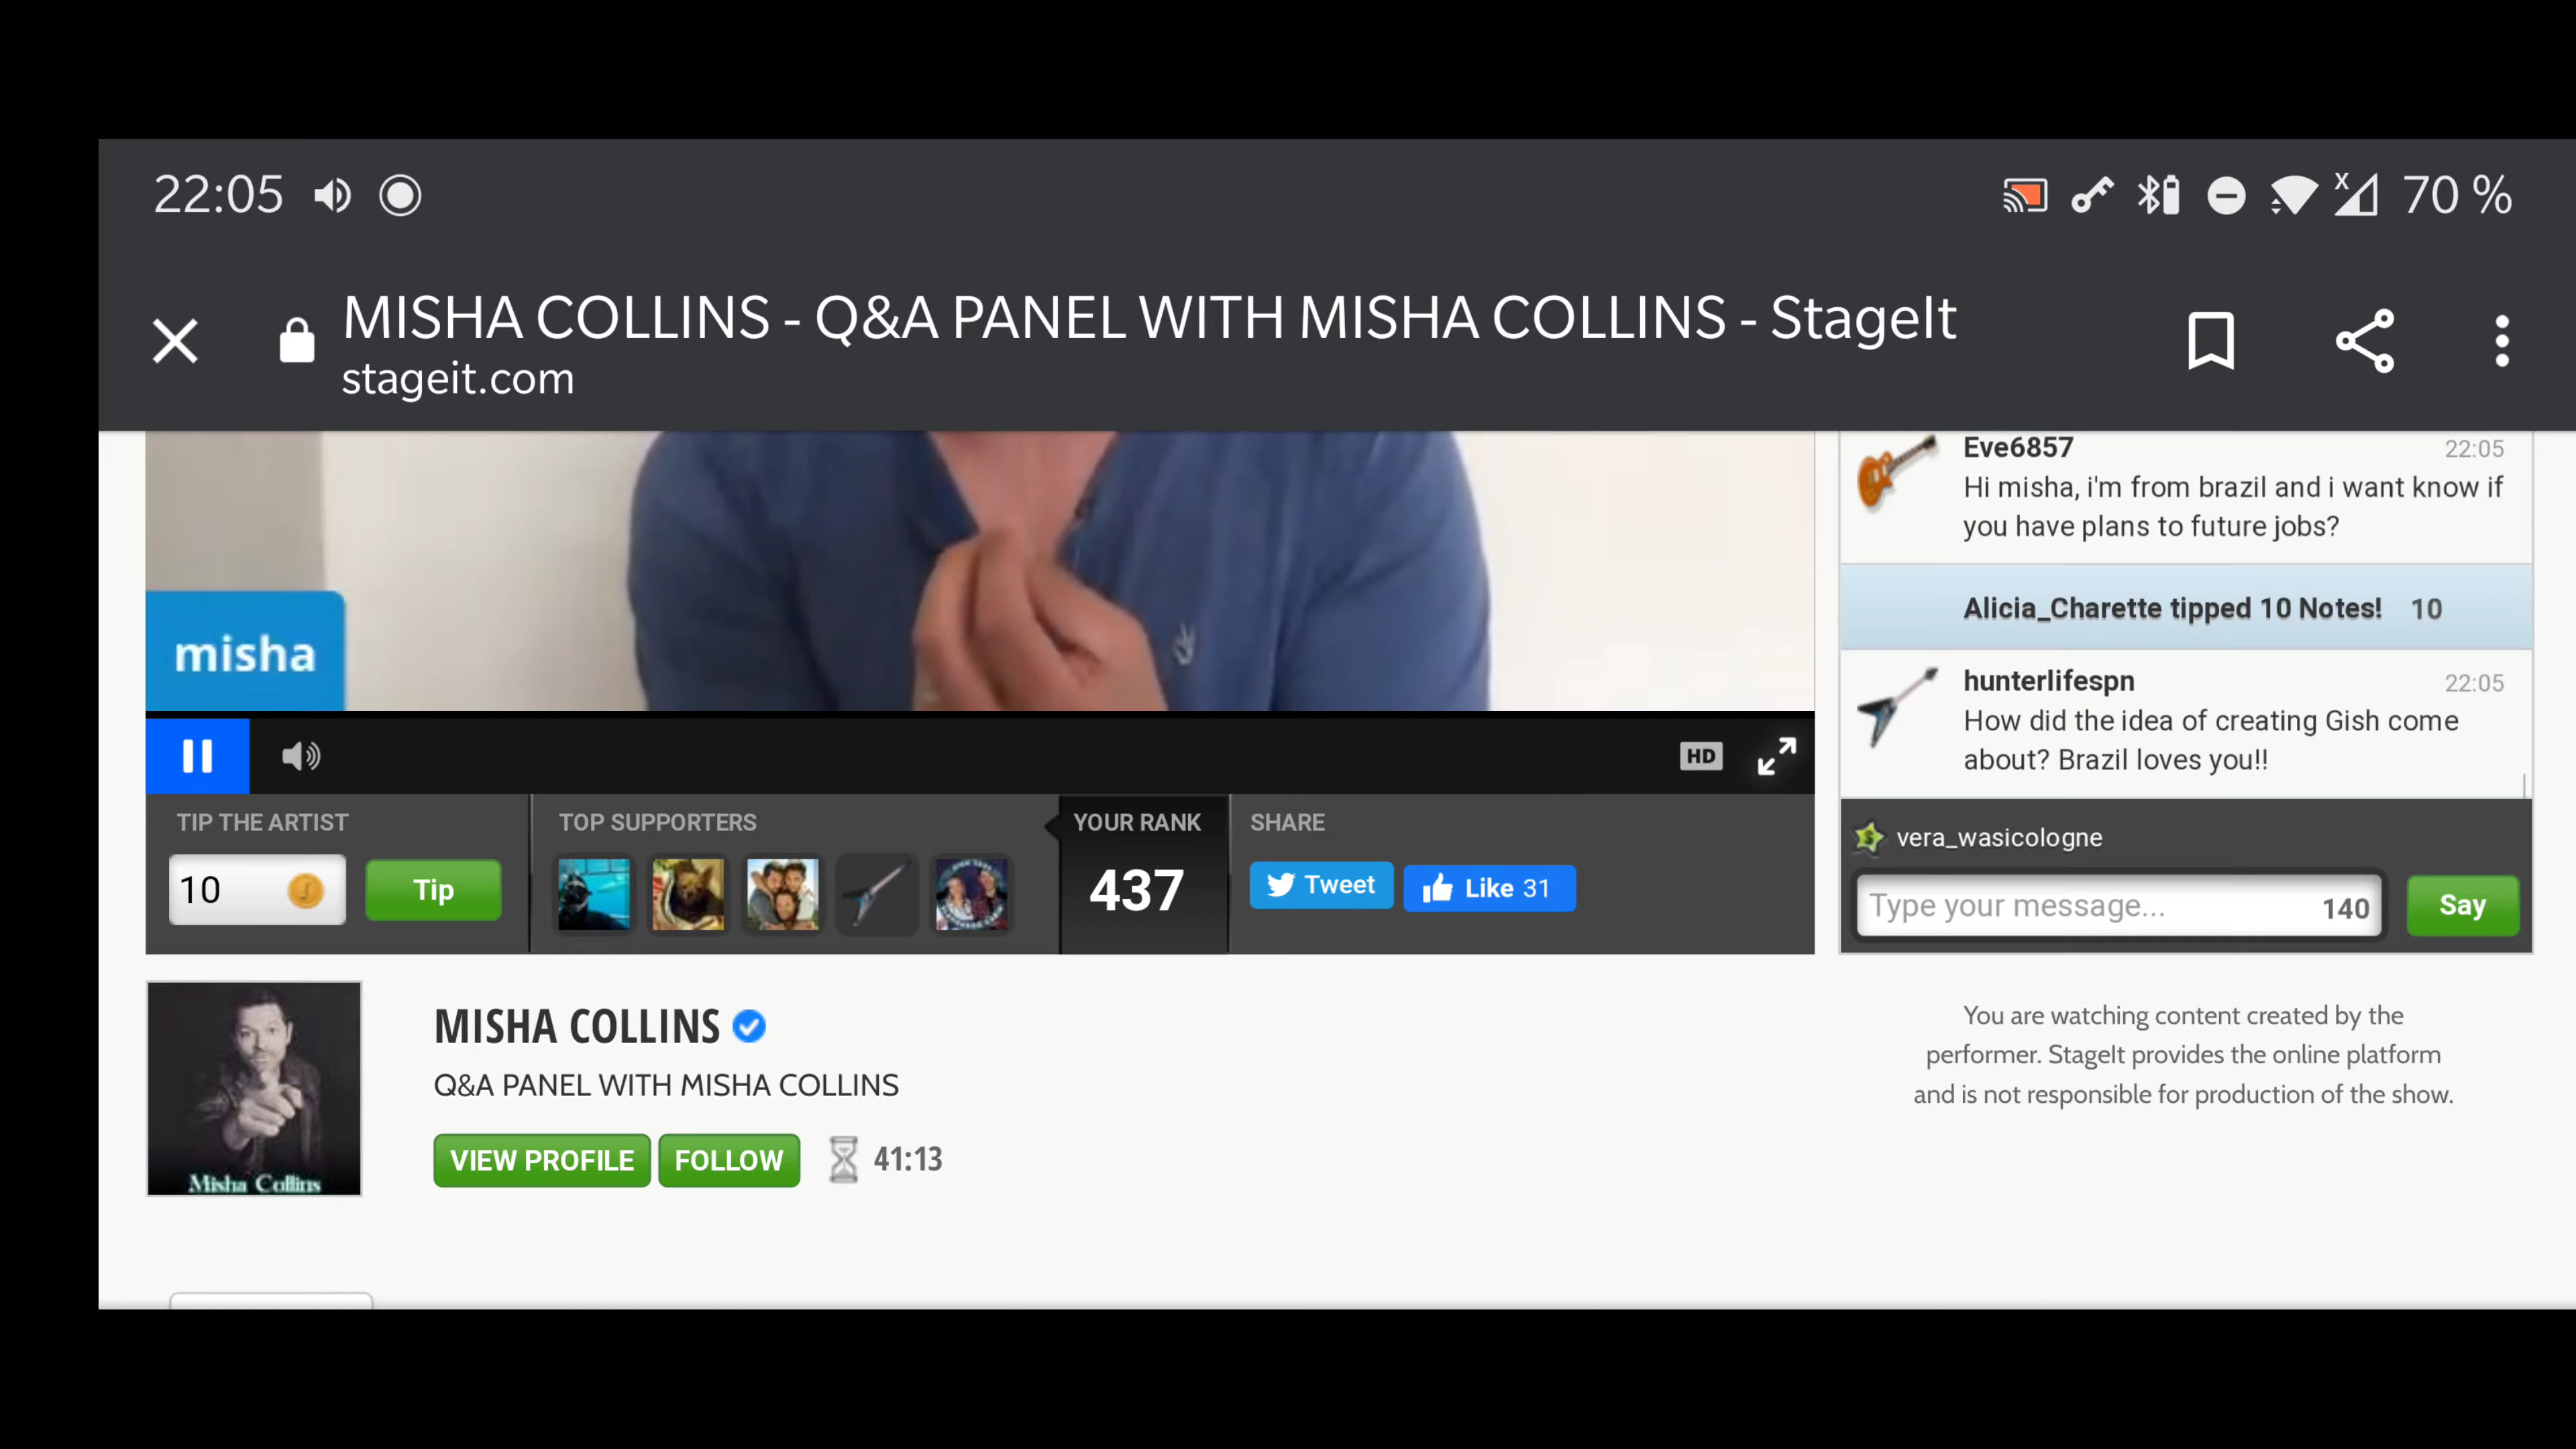 22:05
70 %
MISHA COLLINS - Q&A PANEL WITH MISHA COLLINS - StageIt
stageit.com
misha
HD
TIP THE ARTIST
10
Tip
TOP SUPPORTERS
YOUR RANK
437
SHARE
Tweet
Like 31
Eve6857 22:05
Hi misha, i'm from brazil and i want know if
you have plans to future jobs?
Alicia_Charette tipped 10 Notes! 10
hunterlifespn 22:05
How did the idea of creating Gish come
about? Brazil loves you!!
vera_wasicologne
Type your message... 140
Say
Misha Collins
MISHA COLLINS
Q&A PANEL WITH MISHA COLLINS
VIEW PROFILE
FOLLOW
41:13
You are watching content created by the
performer. StageIt provides the online platform
and is not responsible for production of the show.